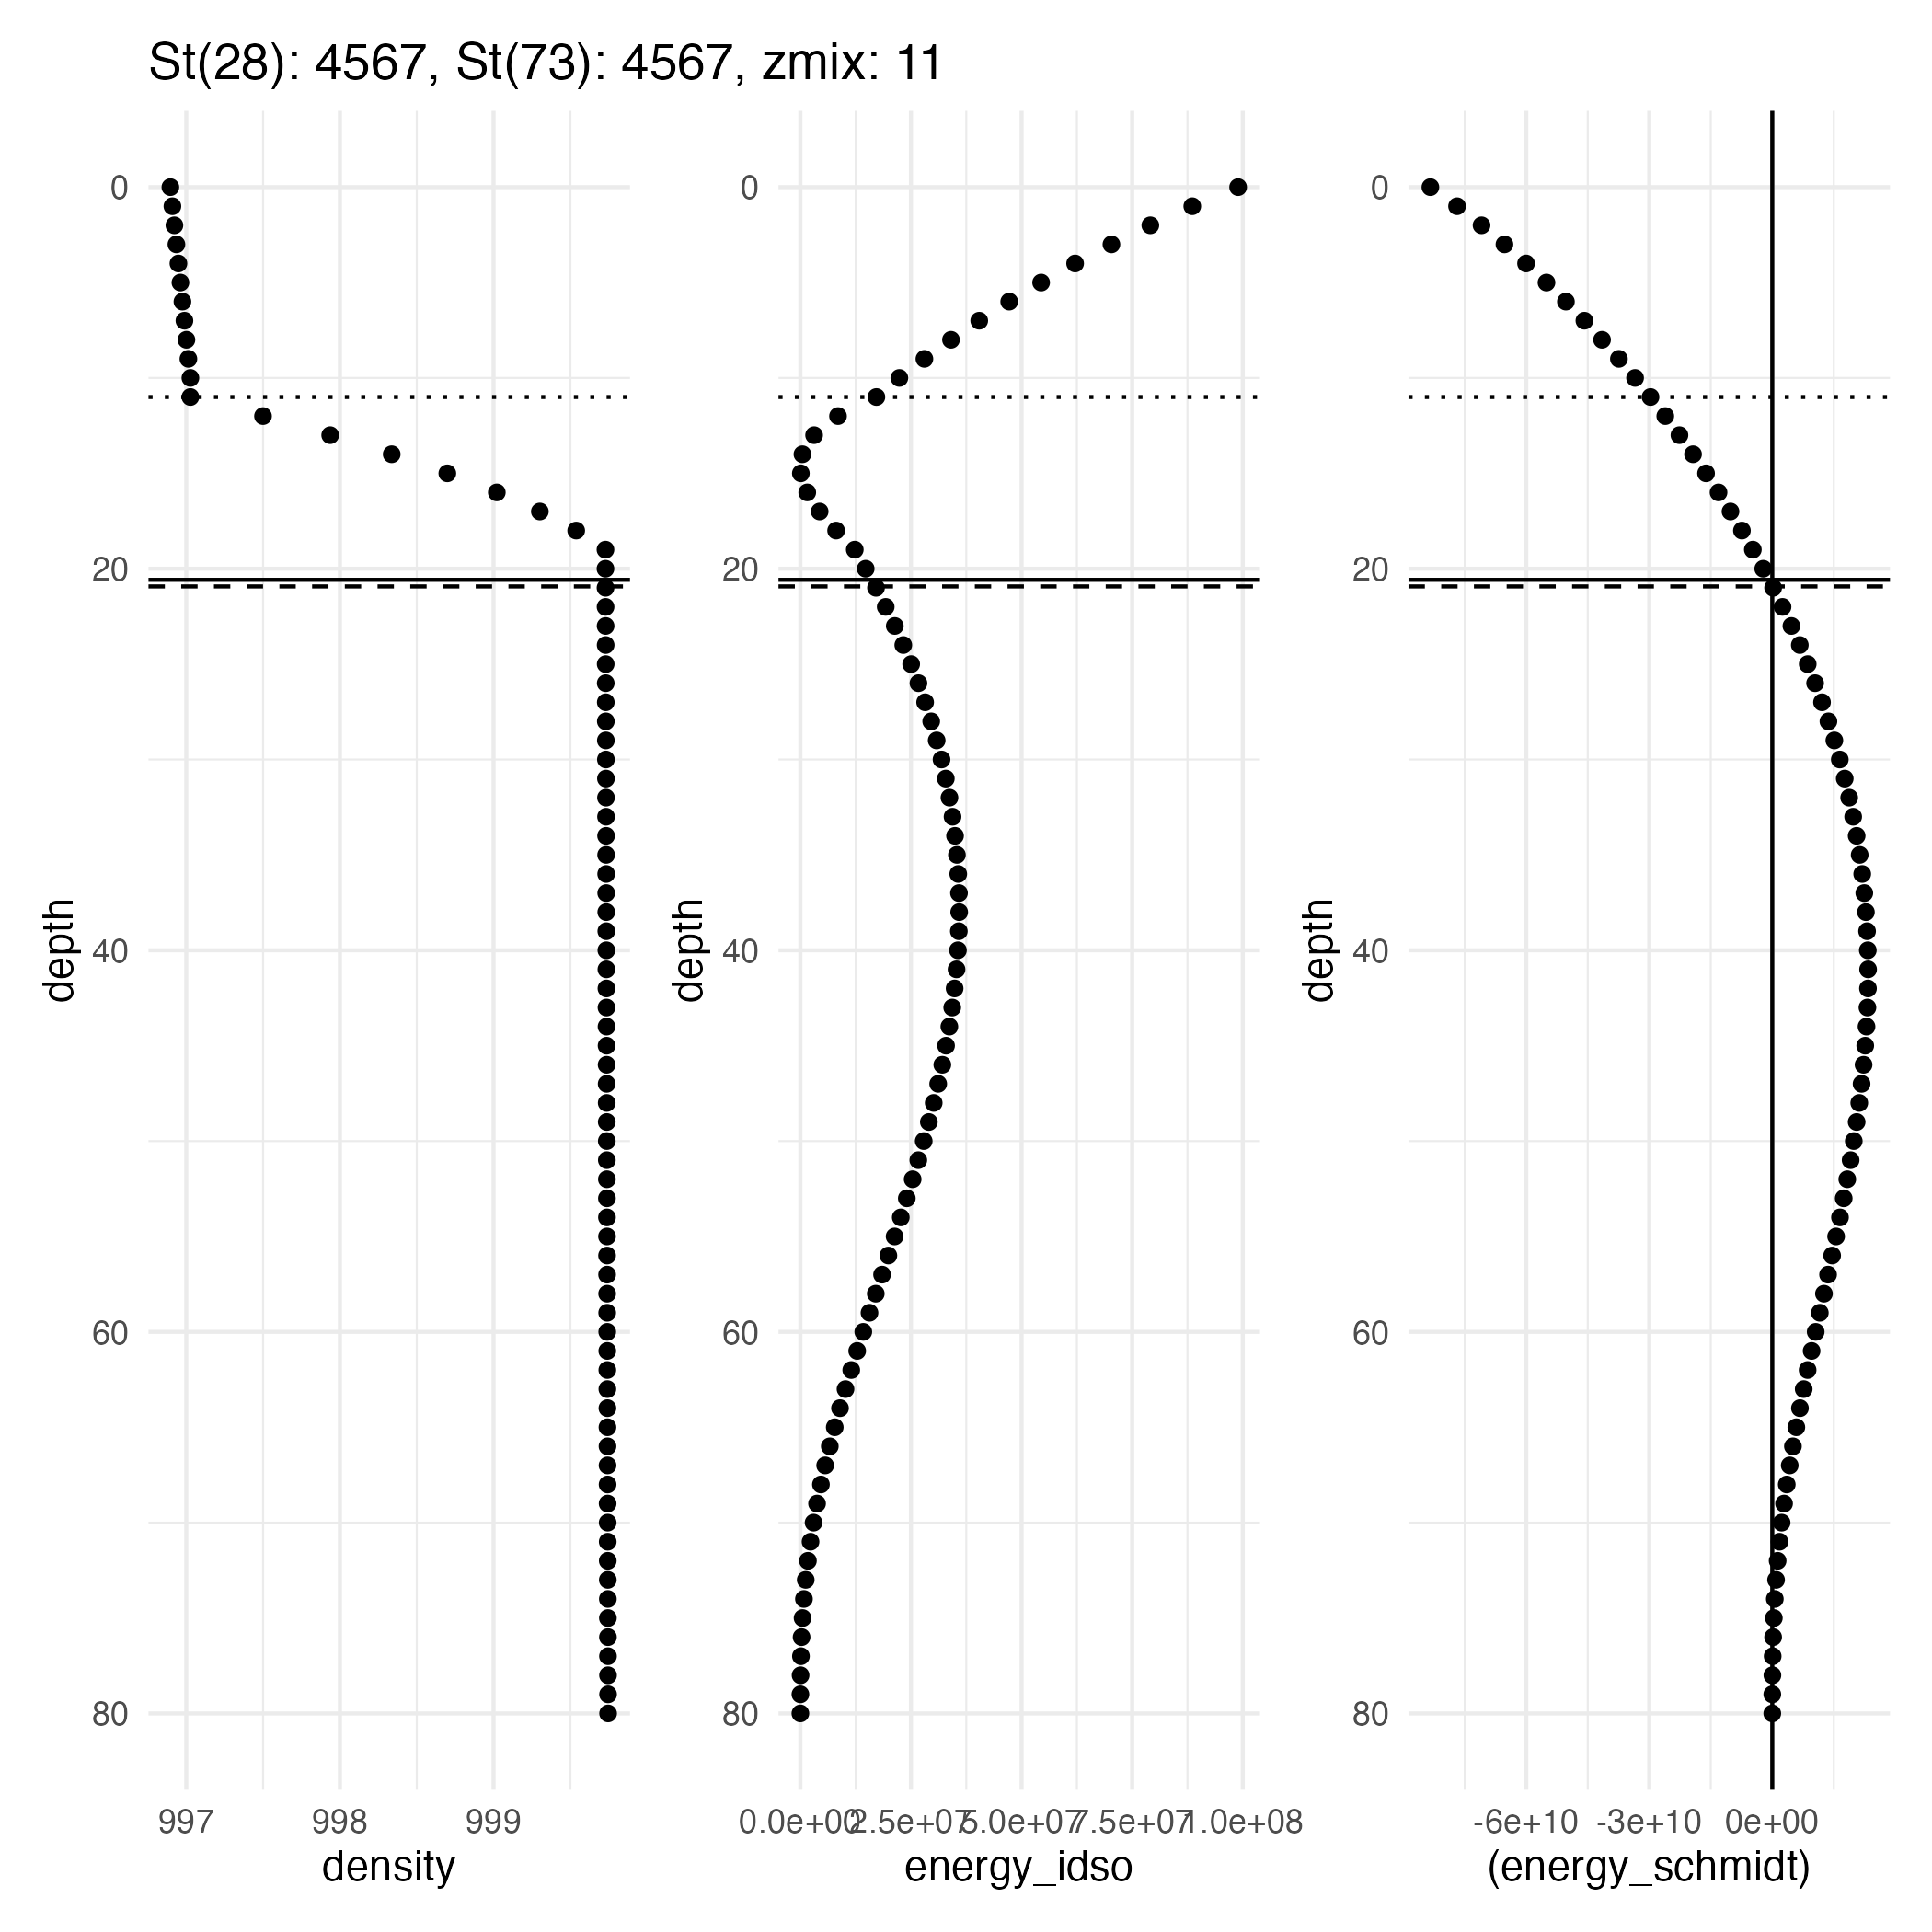 St(28): 4567, St(73): 4567, zmix: 11
depth
0
20
40
60
80
997 998 999
density
depth
0
20
40
60
80
0.0e+00 2.5e+07 5.0e+07 7.5e+07 1.0e+08
energy_idso
depth
0
20
40
60
80
-6e+10 -3e+10 0e+00
(energy_schmidt)